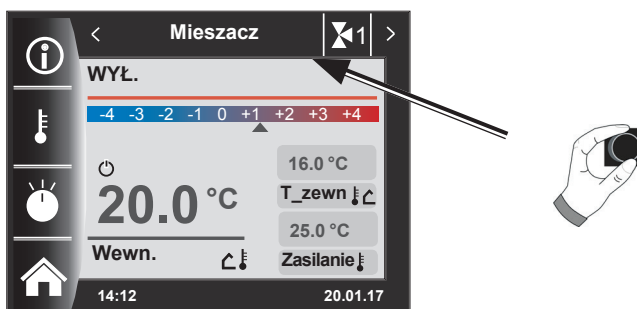 < Mieszacz 1 >
WYŁ.
-4 -3 -2 -1 0 +1 +2 +3 +4
16.0 °C
T_zewn
20.0 °C
25.0 °C
Wewn. Zasilanie
14:12 20.01.17